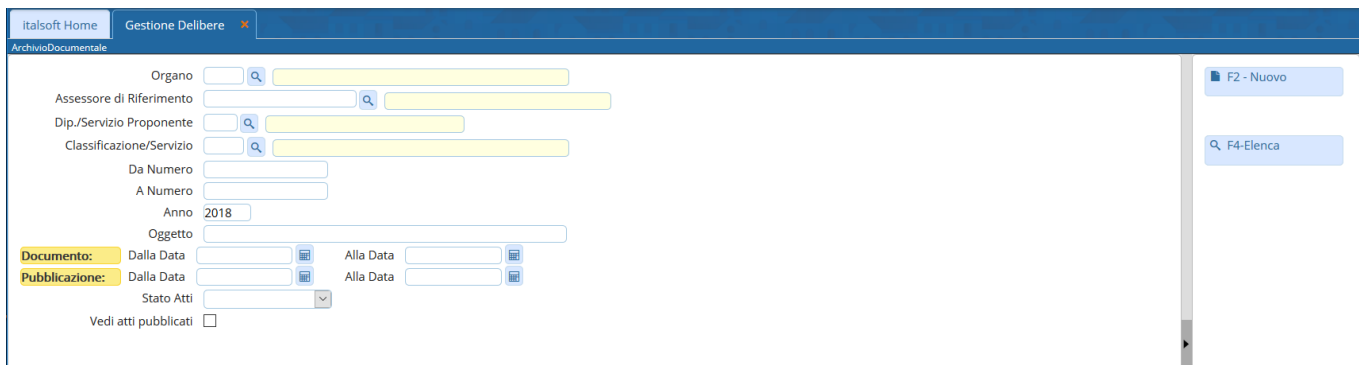 italsoft Home Gestione Delibere ×
ArchivioDocumentale
Organo
F2 - Nuovo
Assessore di Riferimento
Dip./Servizio Proponente
Classificazione/Servizio
F4-Elenca
Da Numero
A Numero
Anno 2018
Oggetto
Documento: Dalla Data Alla Data
Pubblicazione: Dalla Data Alla Data
Stato Atti
Vedi atti pubblicati